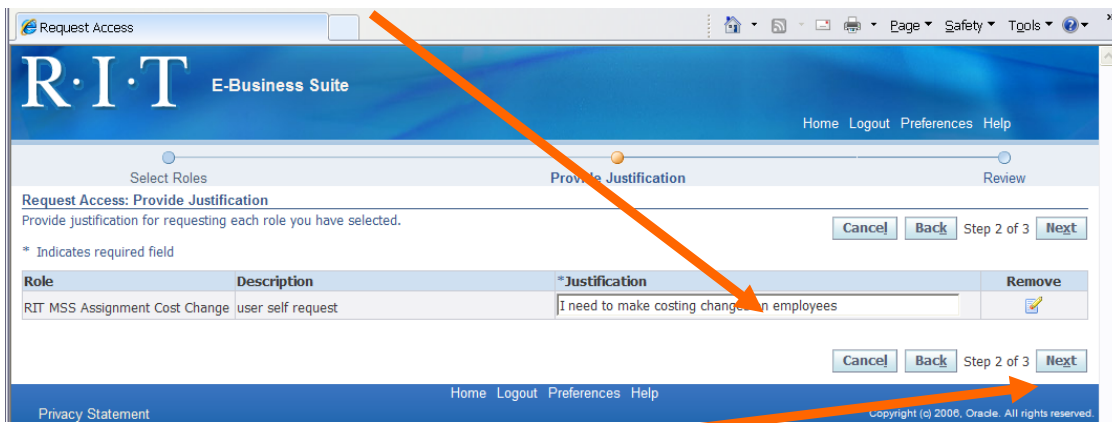 Request Access
Page Safety Tools
R·I·T E-Business Suite
Home Logout Preferences Help
Select Roles Provide Justification Review
Request Access: Provide Justification
Provide justification for requesting each role you have selected.
Cancel Back Step 2 of 3 Next
* Indicates required field
Role Description *Justification Remove
RIT MSS Assignment Cost Change user self request I need to make costing changes on employees
Cancel Back Step 2 of 3 Next
Home Logout Preferences Help
Privacy Statement Copyright (c) 2006, Oracle. All rights reserved.